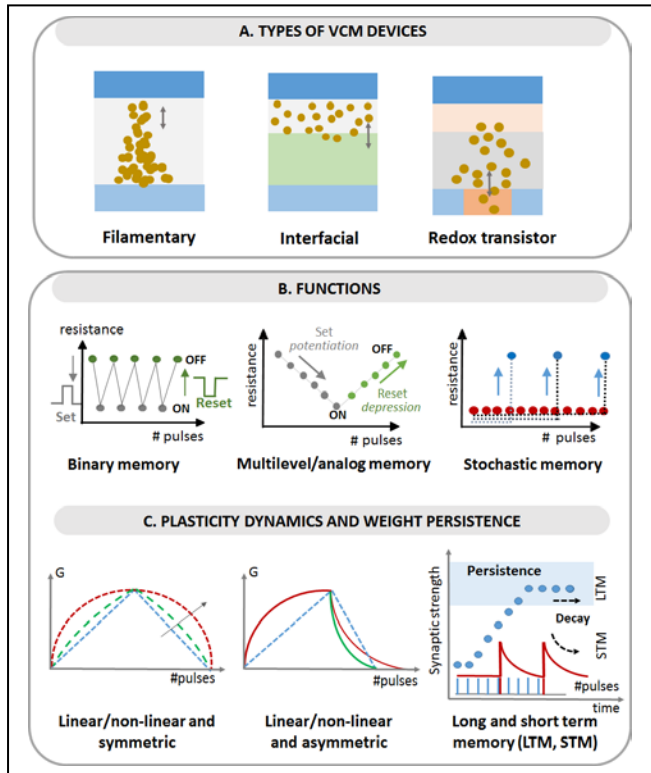 A. TYPES OF VCM DEVICES
Filamentary
Interfacial
Redox transistor
B. FUNCTIONS
resistance
OFF
ON
Set
Reset
# pulses
Binary memory
resistance
Set
potentiation
OFF
ON
Reset
depression
# pulses
Multilevel/analog memory
resistance
# pulses
Stochastic memory
C. PLASTICITY DYNAMICS AND WEIGHT PERSISTENCE
G
#pulses
Linear/non-linear and
symmetric
G
#pulses
Linear/non-linear
and asymmetric
Synaptic strength
Persistence
LTM
Decay
STM
#pulses
time
Long and short term
memory (LTM, STM)